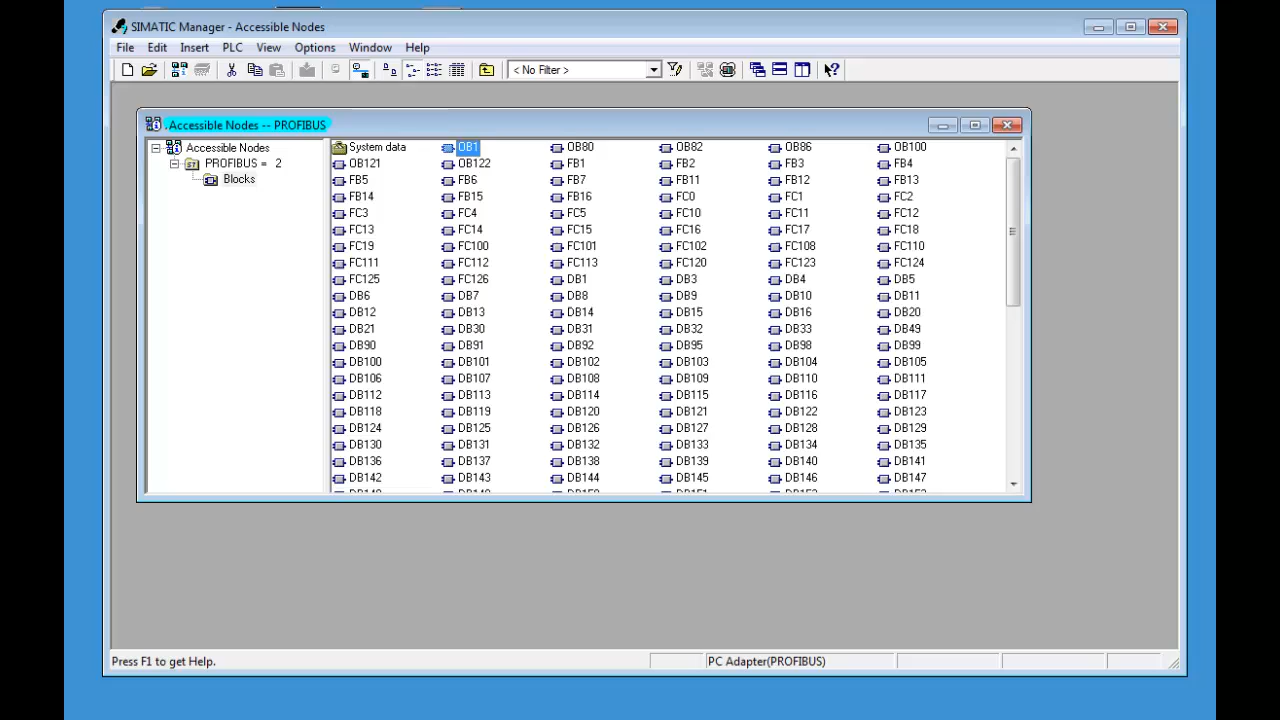 SIMATIC Manager - Accessible Nodes
File Edit Insert PLC View Options Window Help
< No Filter >
Accessible Nodes -- PROFIBUS
Accessible Nodes
PROFIBUS = 2
Blocks
System data OB1 OB80 OB82 OB86 OB100
OB121 OB122 FB1 FB2 FB3 FB4
FB5 FB6 FB7 FB11 FB12 FB13
FB14 FB15 FB16 FC0 FC1 FC2
FC3 FC4 FC5 FC10 FC11 FC12
FC13 FC14 FC15 FC16 FC17 FC18
FC19 FC100 FC101 FC102 FC108 FC110
FC111 FC112 FC113 FC120 FC123 FC124
FC125 FC126 DB1 DB3 DB4 DB5
DB6 DB7 DB8 DB9 DB10 DB11
DB12 DB13 DB14 DB15 DB16 DB20
DB21 DB30 DB31 DB32 DB33 DB49
DB90 DB91 DB92 DB95 DB98 DB99
DB100 DB101 DB102 DB103 DB104 DB105
DB106 DB107 DB108 DB109 DB110 DB111
DB112 DB113 DB114 DB115 DB116 DB117
DB118 DB119 DB120 DB121 DB122 DB123
DB124 DB125 DB126 DB127 DB128 DB129
DB130 DB131 DB132 DB133 DB134 DB135
DB136 DB137 DB138 DB139 DB140 DB141
DB142 DB143 DB144 DB145 DB146 DB147
Press F1 to get Help.
PC Adapter(PROFIBUS)